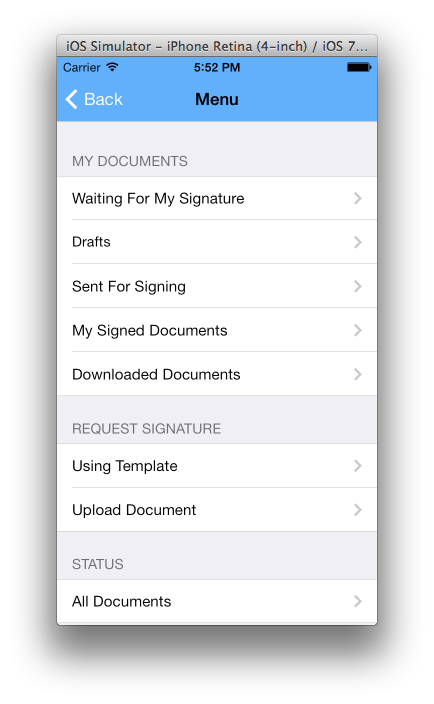 iOS Simulator – iPhone Retina (4-inch) / iOS 7...
Carrier 5:52 PM
Back Menu
MY DOCUMENTS
Waiting For My Signature
Drafts
Sent For Signing
My Signed Documents
Downloaded Documents
REQUEST SIGNATURE
Using Template
Upload Document
STATUS
All Documents